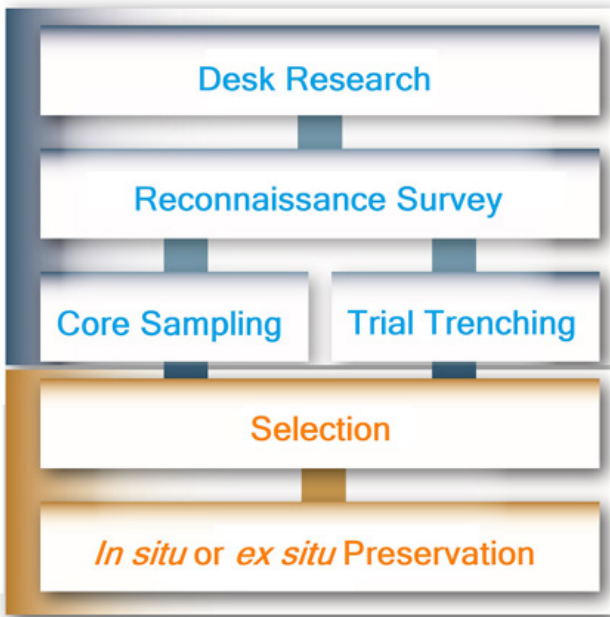 Desk Research
Reconnaissance Survey
Core Sampling
Trial Trenching
Selection
In situ or ex situ Preservation